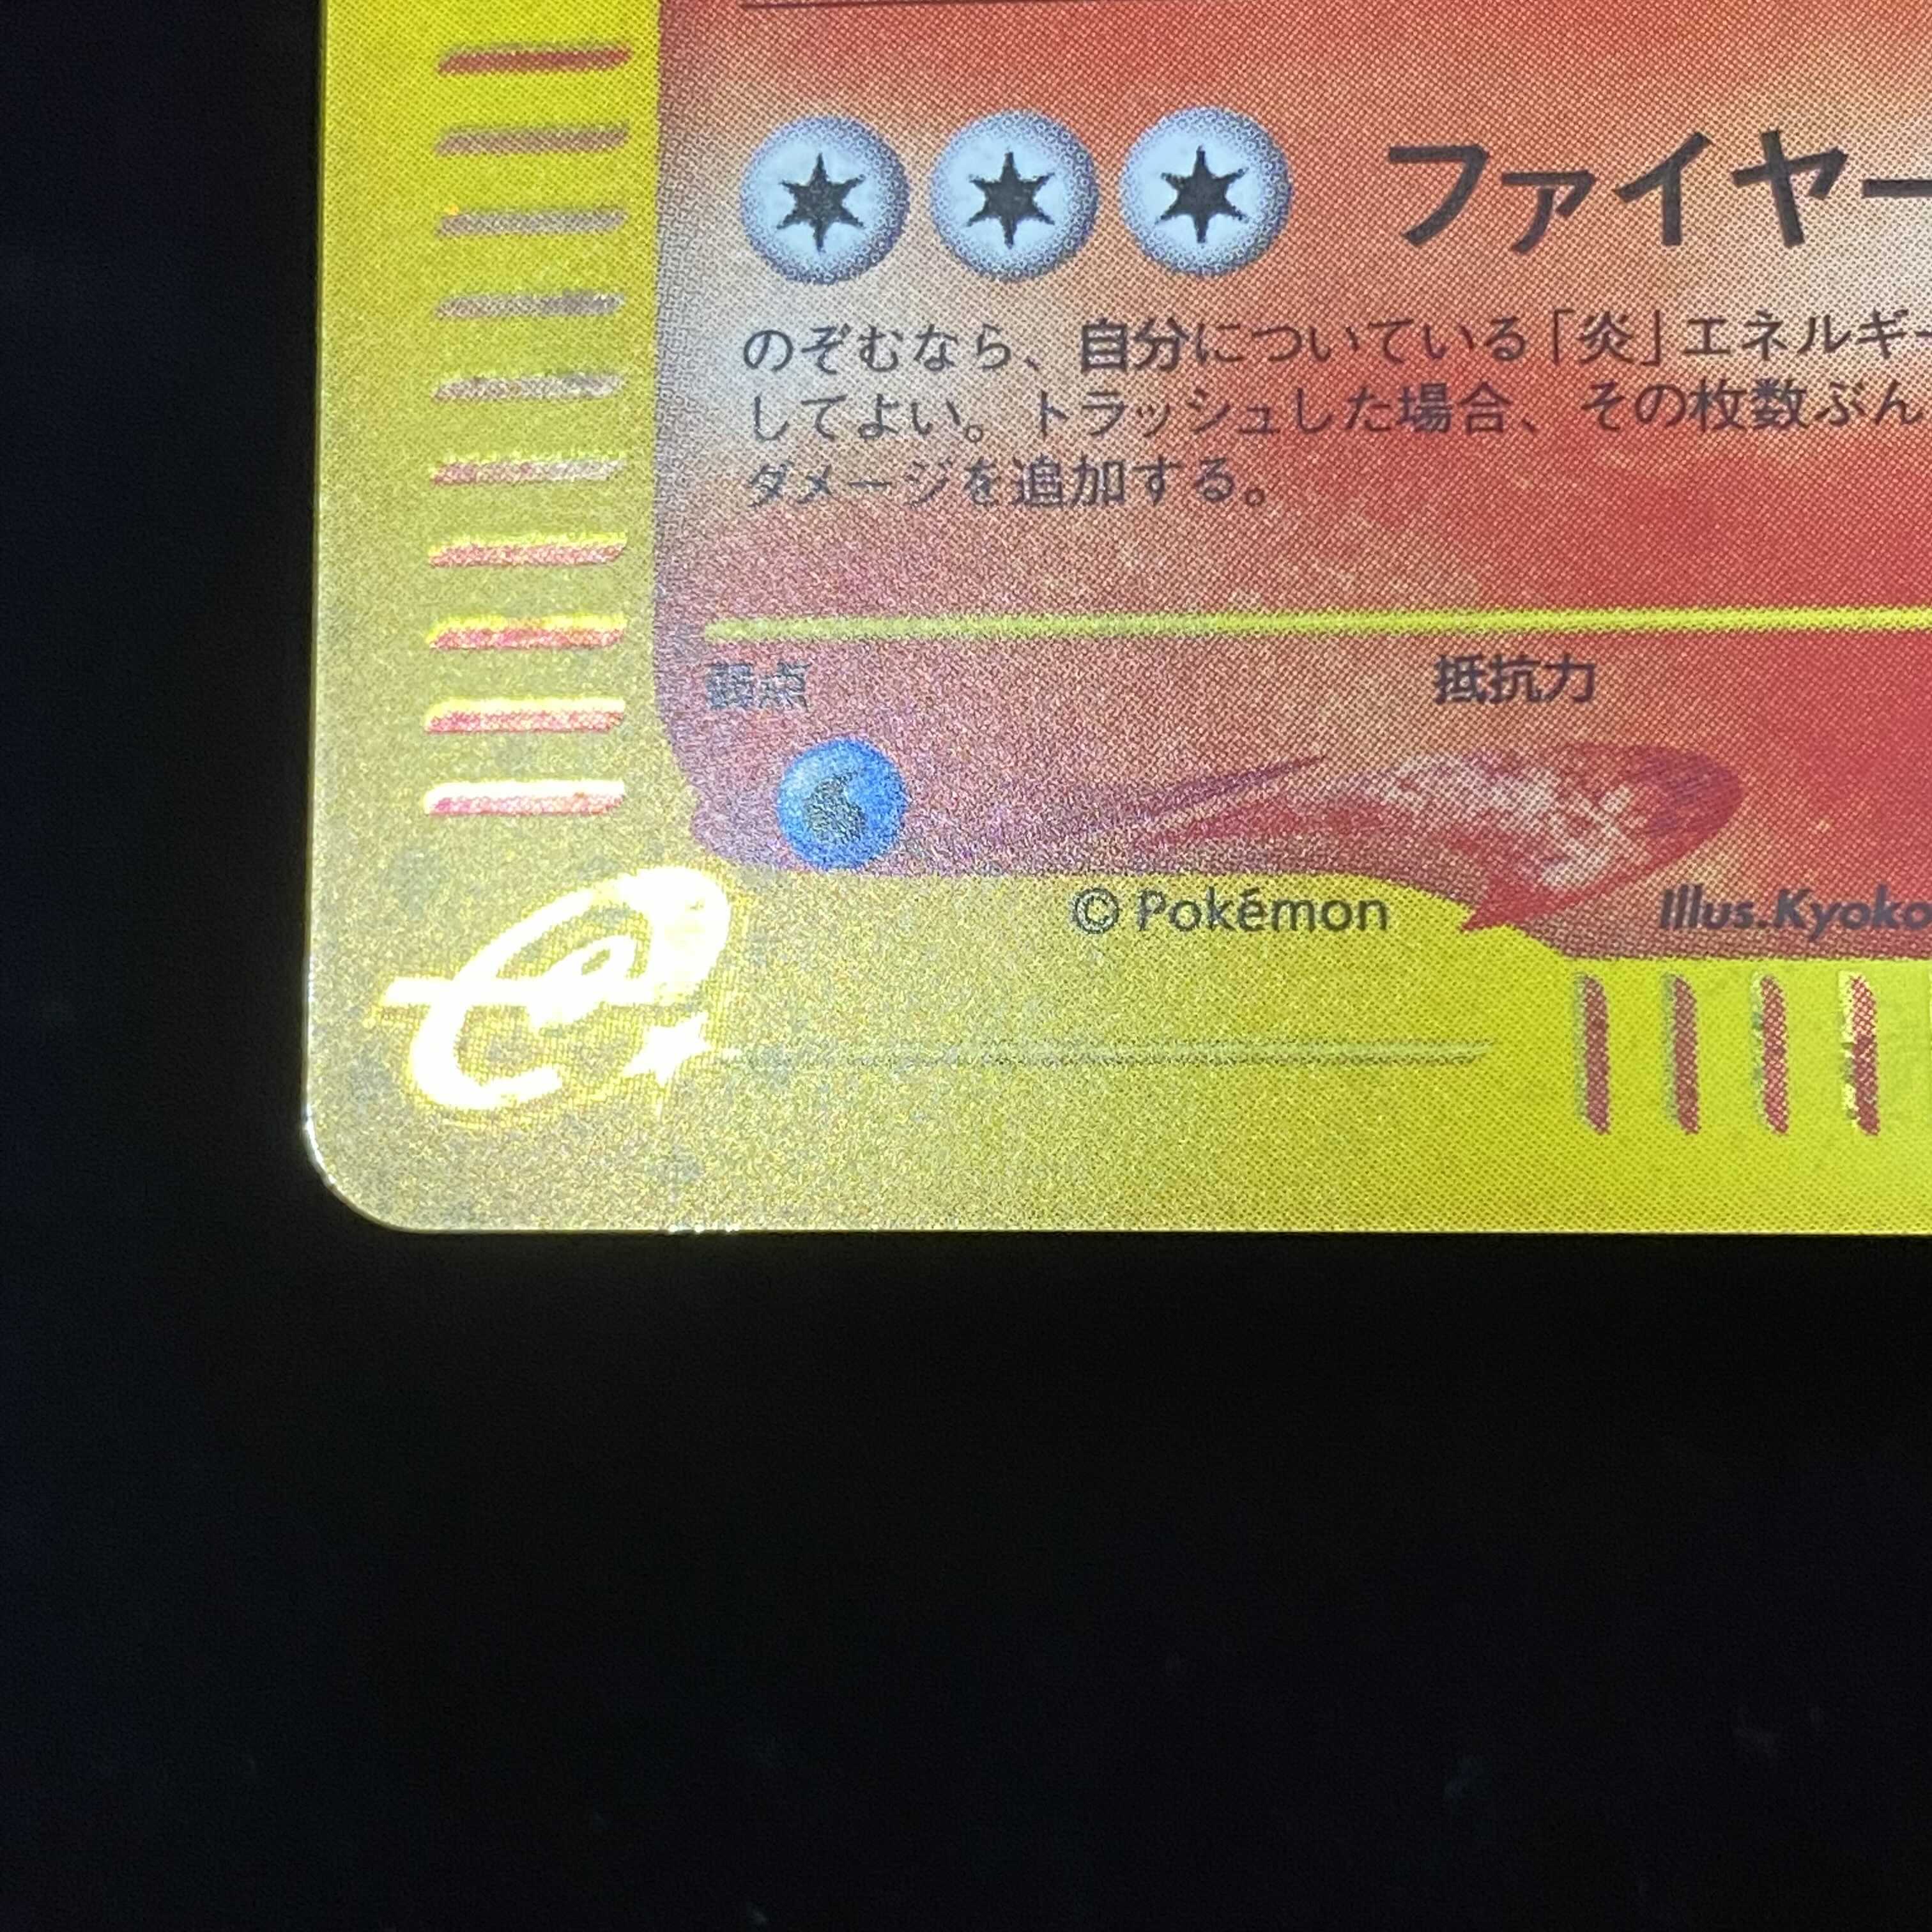 ファイヤー
のぞむなら、自分についている「炎」エネルギー
してよい。トラッシュした場合、その枚数ぶん
ダメージを追加する。
弱点 抵抗力
© Pokémon Illus.Kyoko
e